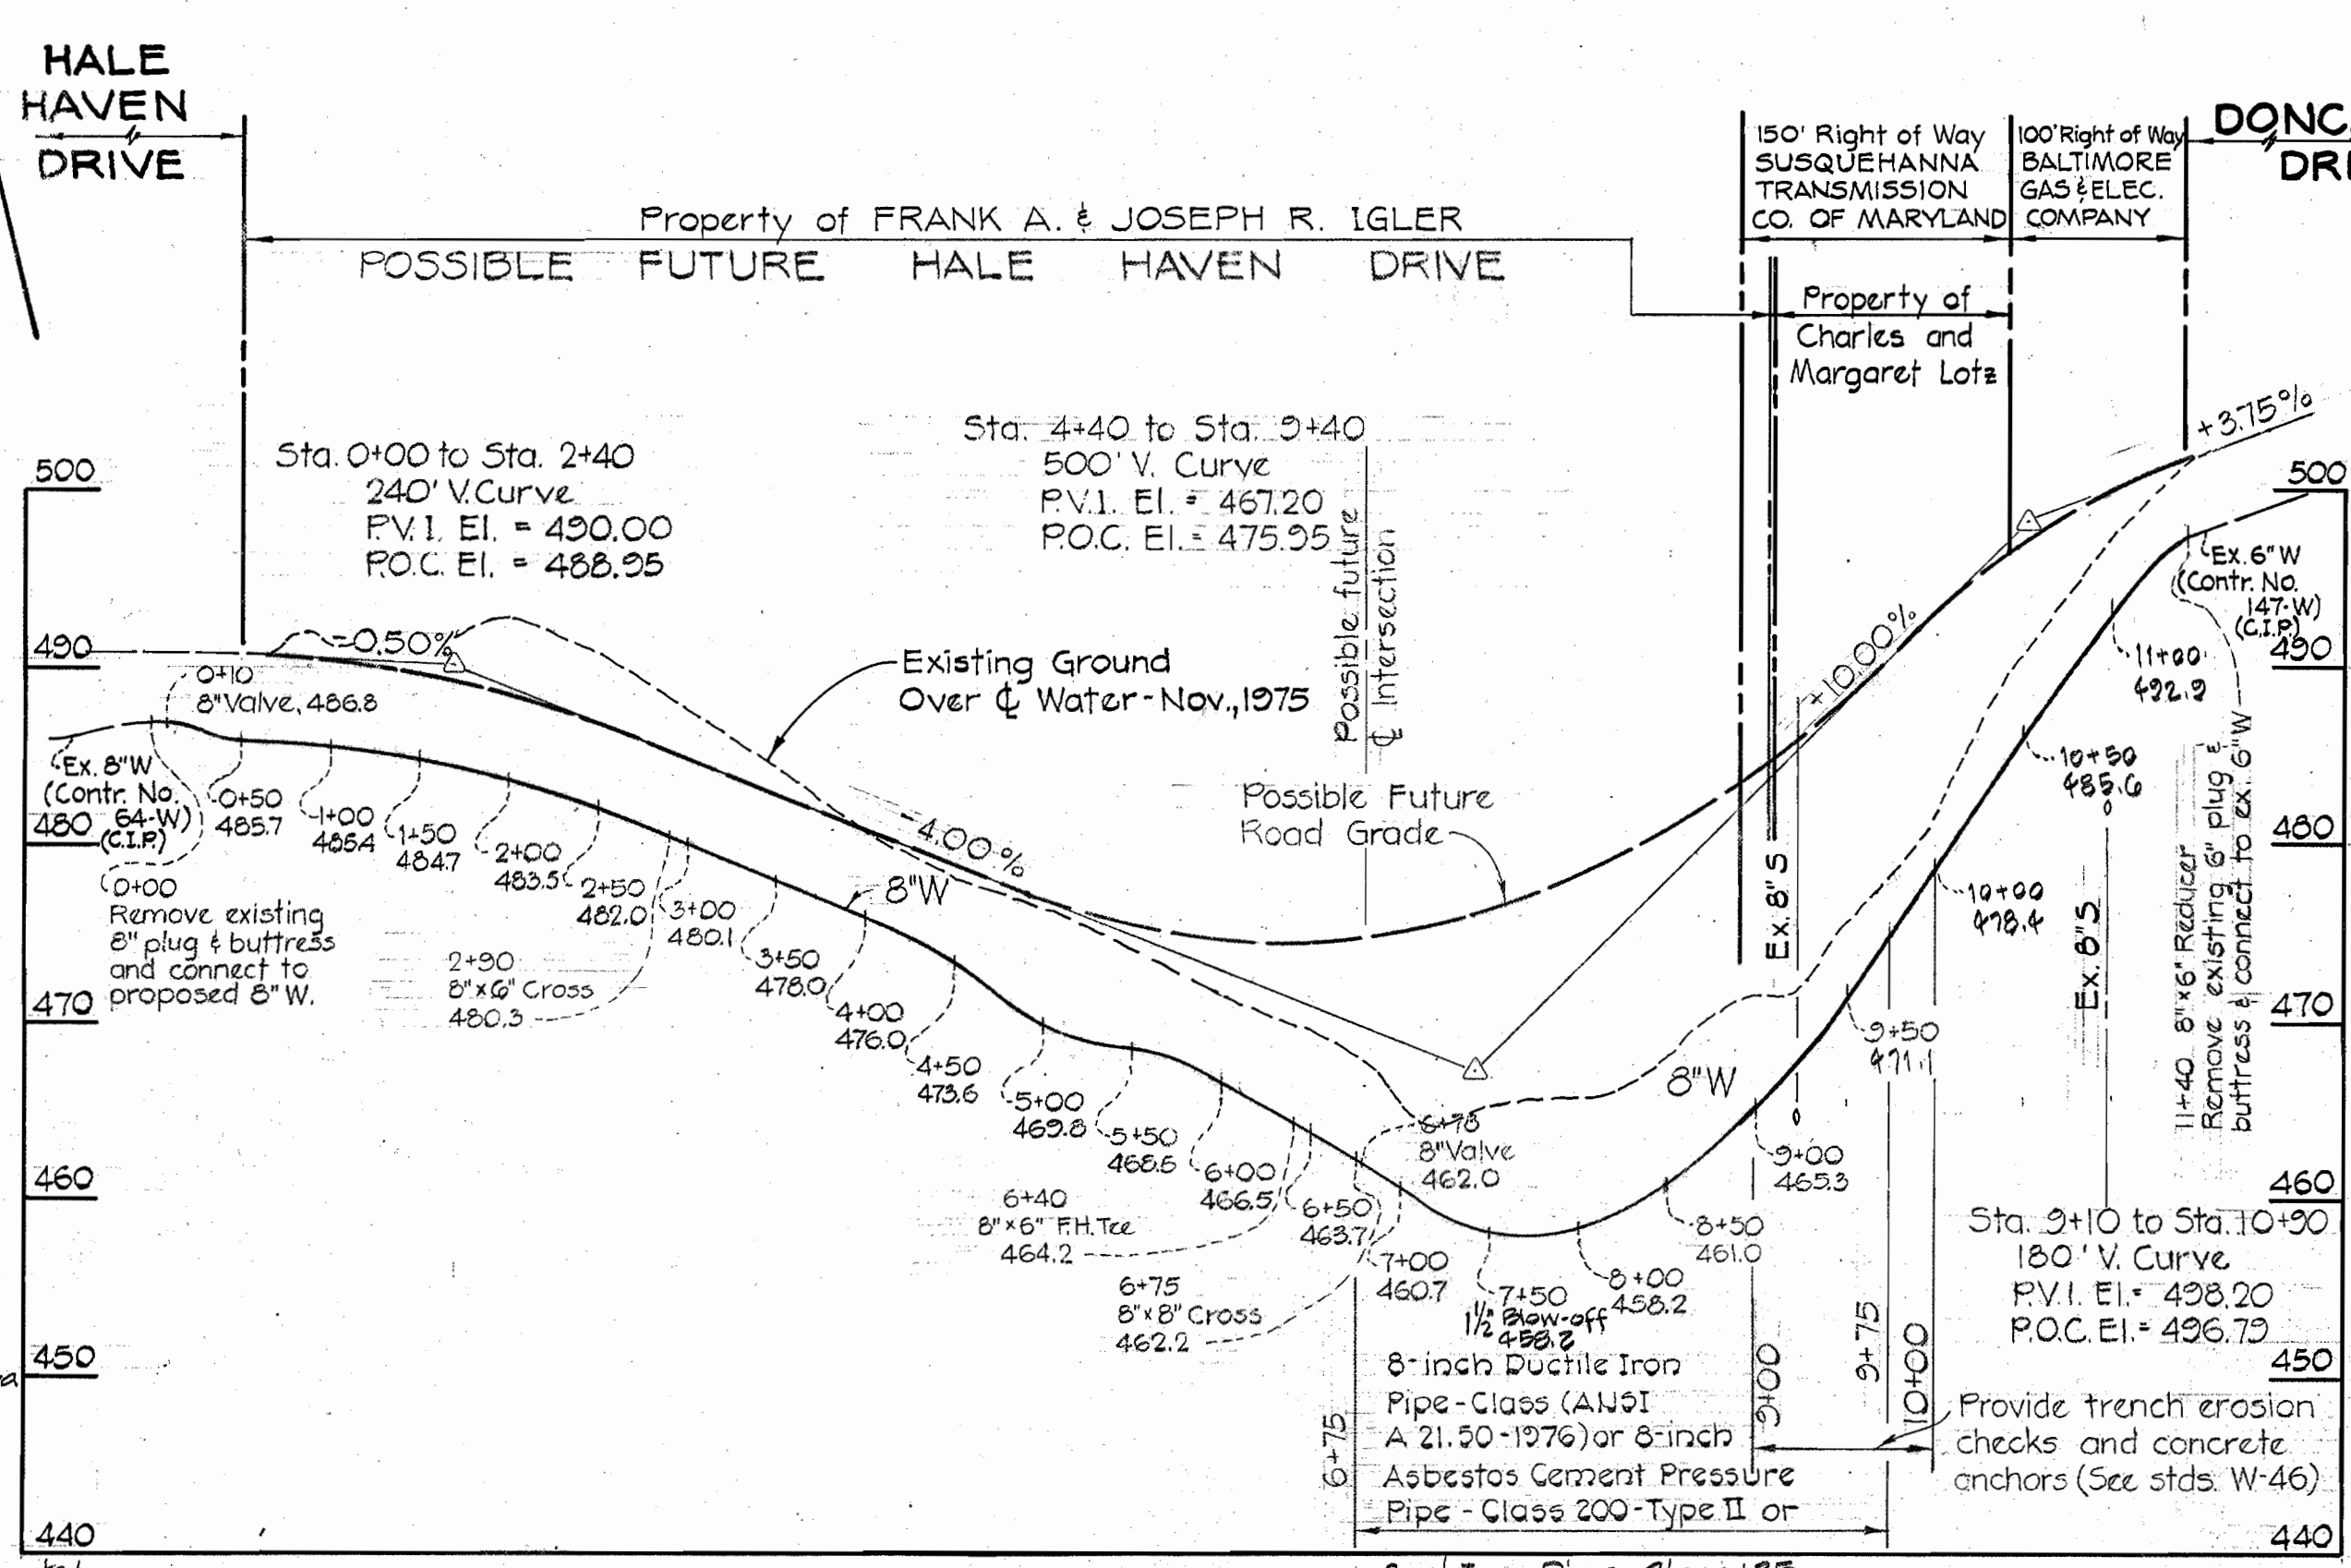 HALE
HAVEN
DRIVE
150' Right of Way
SUSQUEHANNA
TRANSMISSION
CO. OF MARYLAND
100' Right of Way
BALTIMORE
GAS & ELEC.
COMPANY
DONC
Property of FRANK A. & JOSEPH R. IGLER
POSSIBLE FUTURE HALE HAVEN DRIVE
Property of
Charles and
Margaret Lotz
Sta. 0+00 to Sta. 2+40
240' V. Curve
P.V.I. El. = 490.00
P.O.C. El. = 488.95
Sta. 4+40 to Sta. 9+40
500' V. Curve
P.V.I. El. = 467.20
P.O.C. El. = 475.95
Possible future
℄ Intersection
+3.75%
500
500
490
490
480
480
470
470
460
460
450
450
440
440
-0.50%
-4.00%
+10.00%
Existing Ground
Over ℄ Water-Nov., 1975
Possible Future
Road Grade
0+10
8" Valve, 486.8
Ex. 8" W
(Contr. No.
64-W)
(C.I.P.)
0+00
Remove existing
8" plug & buttress
and connect to
proposed 8" W.
0+50
485.7
1+00
485.4
1+50
484.7
2+00
483.5
2+50
482.0
2+90
8"x6" Cross
480.3
3+00
480.1
3+50
478.0
4+00
476.0
8"W
4+50
473.6
5+00
469.8
5+50
468.5
6+00
466.5
6+40
8"x6" F.H. Tee
464.2
6+50
463.7
6+75
8"x8" Cross
462.2
6+78
8" Valve
462.0
7+00
460.7
7+50
1½" Blow-off
458.2
8+00
458.2
8+50
461.0
8"W
9+00
465.3
9+50
471.1
10+00
478.4
10+50
485.6
11+00
492.9
Ex. 8" S
Ex. 8" S
Ex. 6" W
(Contr. No.
147-W)
(C.I.P.)
11+40 8"x6" Reducer
Remove existing 6" plug &
buttress & connect to ex. 6" W
Sta. 9+10 to Sta. 10+90
180' V. Curve
P.V.I. El. = 498.20
P.O.C. El. = 496.79
6+75
9+00
9+75
10+00
8-inch Ductile Iron
Pipe-Class (ANSI
A 21.50-1976) or 8-inch
Asbestos Cement Pressure
Pipe - Class 200-Type II or
Provide trench erosion
checks and concrete
anchors (See stds. W-46)